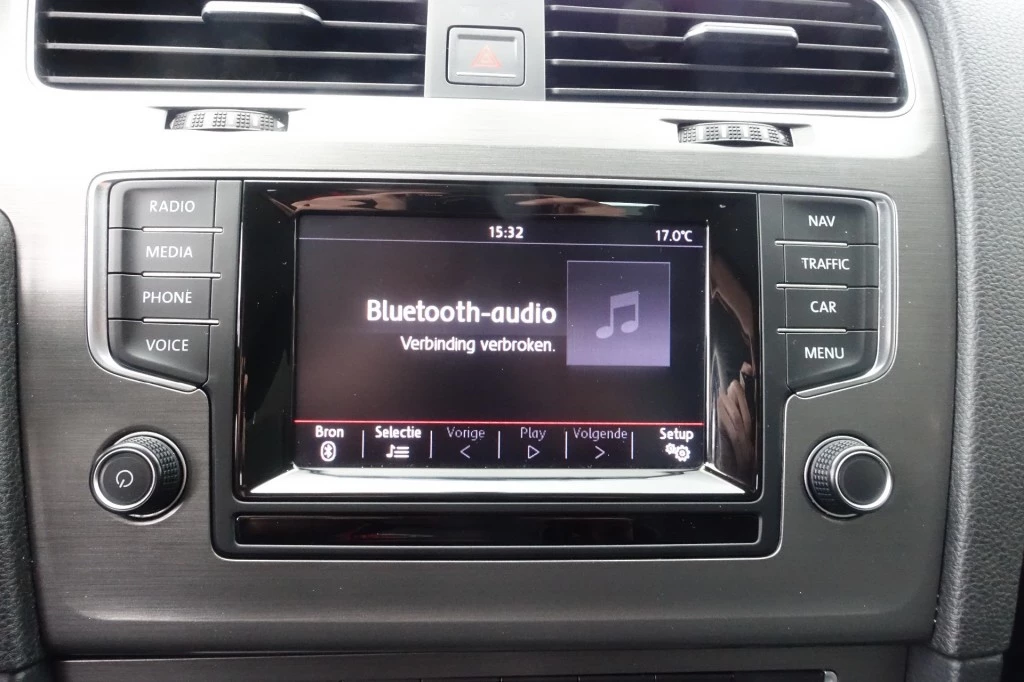 RADIO
MEDIA
PHONE
VOICE
15:32
17.0°C
Bluetooth-audio
Verbinding verbroken.
Bron
Selectie
Vorige
Play
Volgende
Setup
NAV
TRAFFIC
CAR
MENU